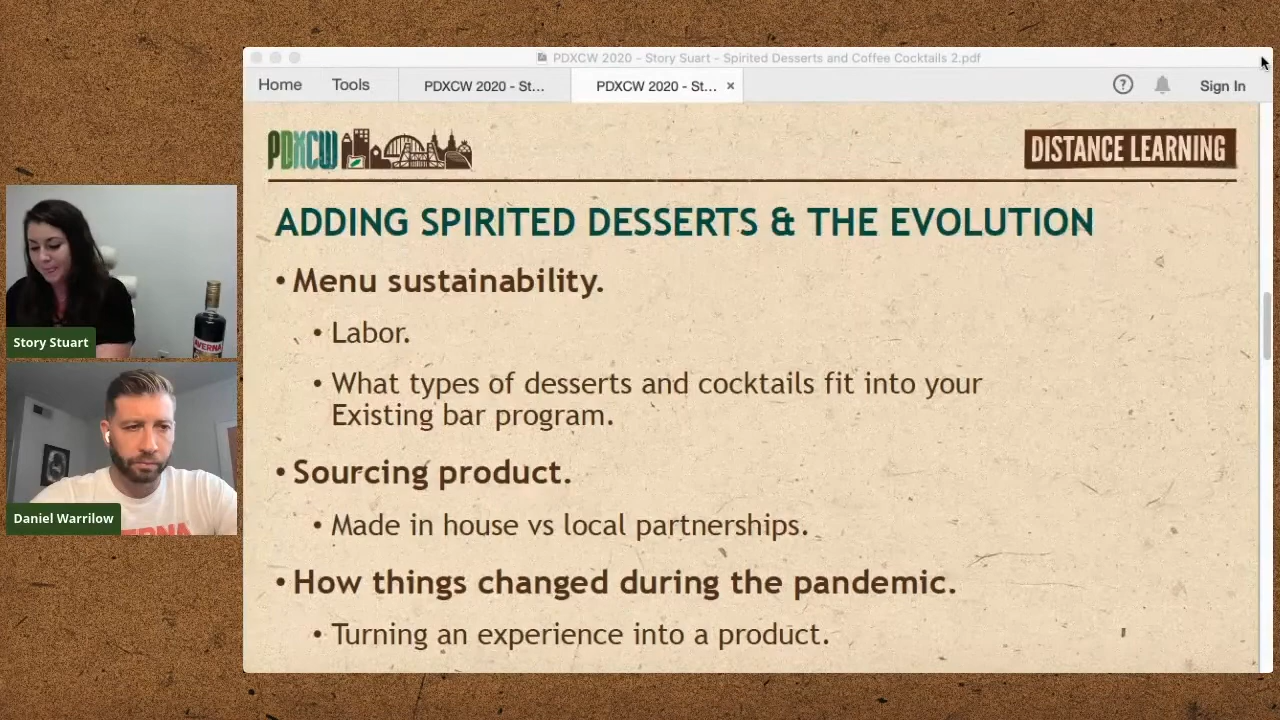 PDXCW 2020 - Story Suart - Spirited Desserts and Coffee Cocktails 2.pdf
Home
Tools
PDXCW 2020 - St...
PDXCW 2020 - St... ×
?
Sign In
PDXCW
DISTANCE LEARNING
ADDING SPIRITED DESSERTS & THE EVOLUTION
• Menu sustainability.
• Labor.
• What types of desserts and cocktails fit into your
Existing bar program.
• Sourcing product.
• Made in house vs local partnerships.
• How things changed during the pandemic.
• Turning an experience into a product.
AVERNA
Story Stuart
Daniel Warrilow